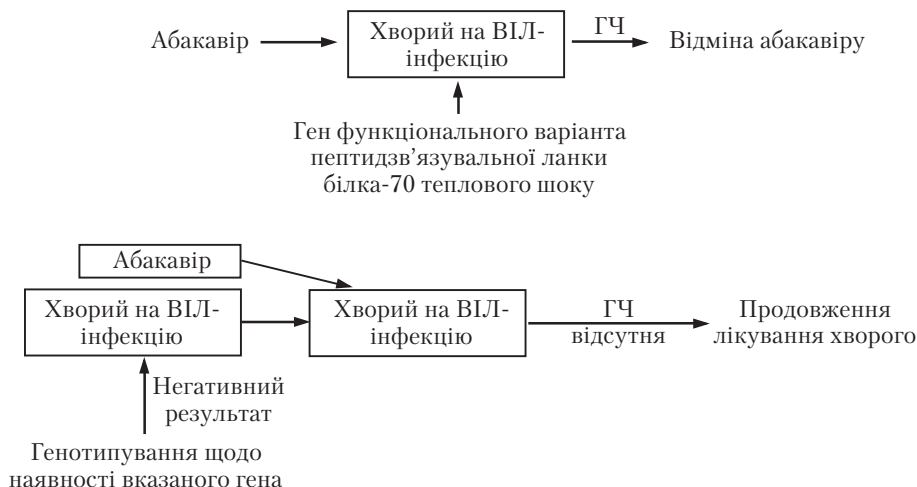 Абакавір
Хворий на ВІЛ-
інфекцію
ГЧ
Відміна абакавіру
Ген функціонального варіанта
пептидзв’язувальної ланки
білка-70 теплового шоку
Абакавір
Хворий на ВІЛ-
інфекцію
Хворий на ВІЛ-
інфекцію
ГЧ
відсутня
Продовження
лікування хворого
Негативний
результат
Генотипування щодо
наявності вказаного гена